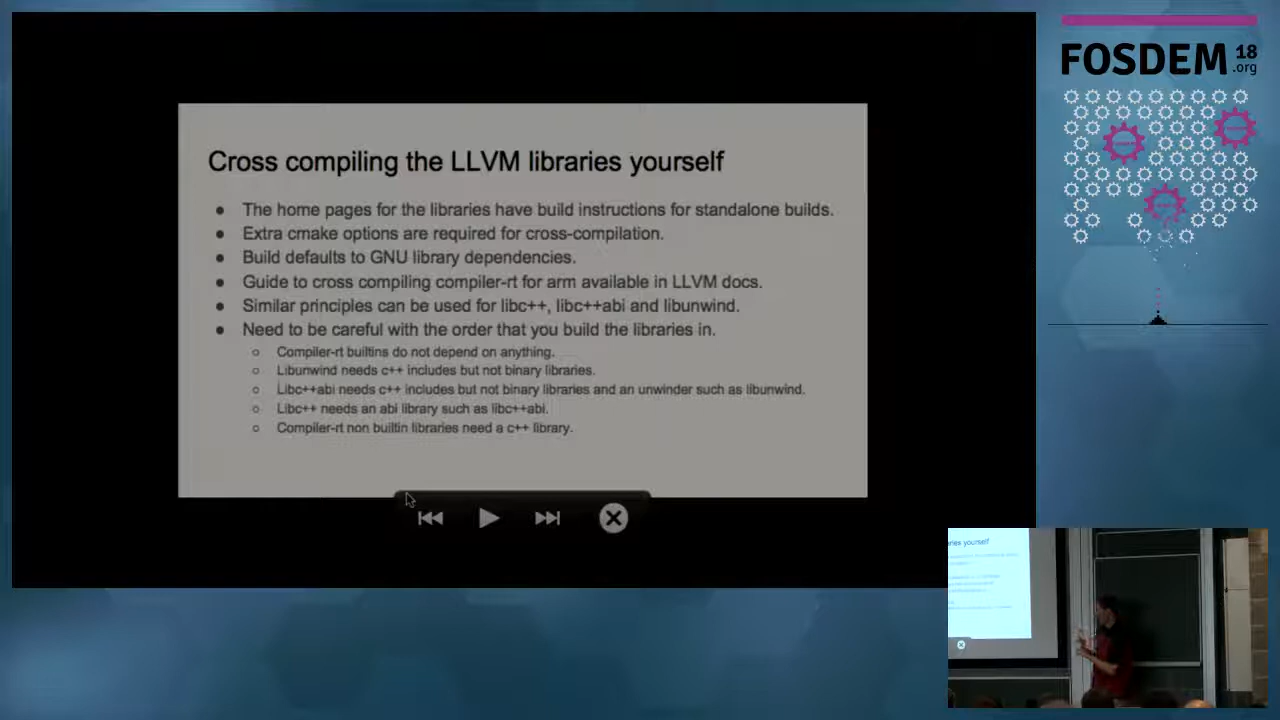 FOSDEM 18
.org
Cross compiling the LLVM libraries yourself
● The home pages for the libraries have build instructions for standalone builds.
● Extra cmake options are required for cross-compilation.
● Build defaults to GNU library dependencies.
● Guide to cross compiling compiler-rt for arm available in LLVM docs.
● Similar principles can be used for libc++, libc++abi and libunwind.
● Need to be careful with the order that you build the libraries in.
○ Compiler-rt builtins do not depend on anything.
○ Libunwind needs c++ includes but not binary libraries.
○ Libc++abi needs c++ includes but not binary libraries and an unwinder such as libunwind.
○ Libc++ needs an abi library such as libc++abi.
○ Compiler-rt non builtin libraries need a c++ library.
yourself